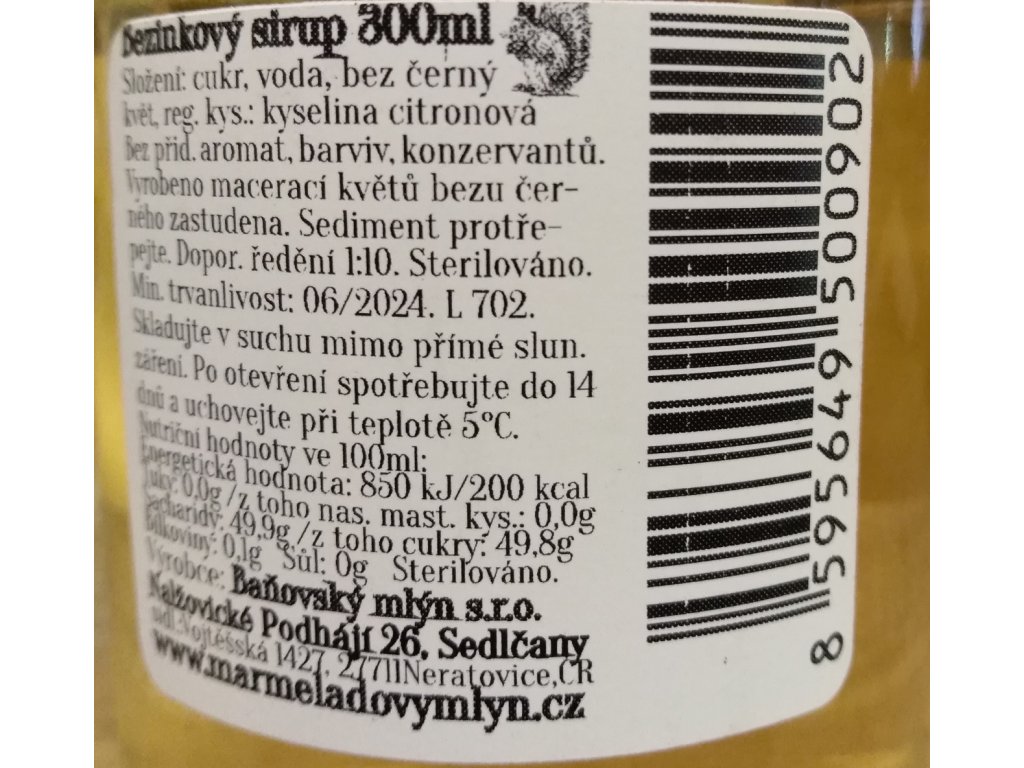 Bezinkový sirup 300ml
Složení: cukr, voda, bez černý
květ, reg. kys.: kyselina citronová
Bez přid. aromat, barviv, konzervantů.
Vyrobeno macerací květů bezu čer-
ného zastudena. Sediment protře-
pejte. Dopor. ředění 1:10. Sterilováno.
Min. trvanlivost: 06/2024. L 702.
Skladujte v suchu mimo přímé slun.
záření. Po otevření spotřebujte do 14
dnů a uchovejte při teplotě 5°C.
Nutriční hodnoty ve 100ml:
Energetická hodnota: 850 kJ/200 kcal
Tuky: 0,0g /z toho nas. mast. kys.: 0,0g
Sacharidy: 49,9g /z toho cukry: 49,8g
Bílkoviny: 0,1g Sůl: 0g Sterilováno.
Výrobce: Baňovský mlýn s.r.o.
Kalžovické Podhájí 26, Sedlčany
sídl. Vojtěšská 1427, 27711 Neratovice, ČR
www.marmeladovymlyn.cz
8 595649 500902